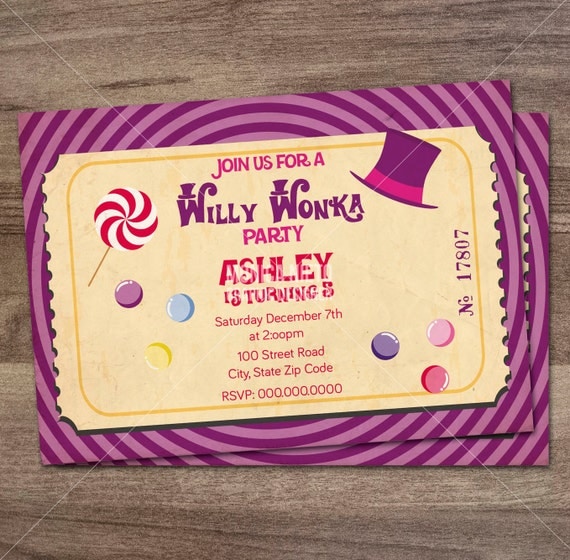 JOIN US FOR A
WILLY WONKA
PARTY
ASHLEY
IS TURNING 5
Saturday December 7th
at 2:00pm
100 Street Road
City, State Zip Code
RSVP: 000.000.0000
№ 17807